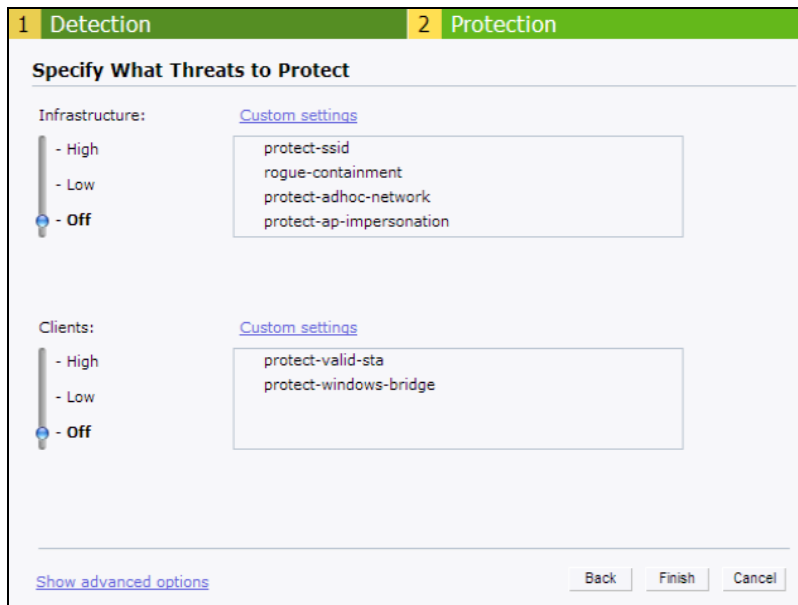 1 Detection 2 Protection
Specify What Threats to Protect
Infrastructure: Custom settings
- High
- Low
- Off
protect-ssid
rogue-containment
protect-adhoc-network
protect-ap-impersonation
Clients: Custom settings
- High
- Low
- Off
protect-valid-sta
protect-windows-bridge
Show advanced options Back Finish Cancel